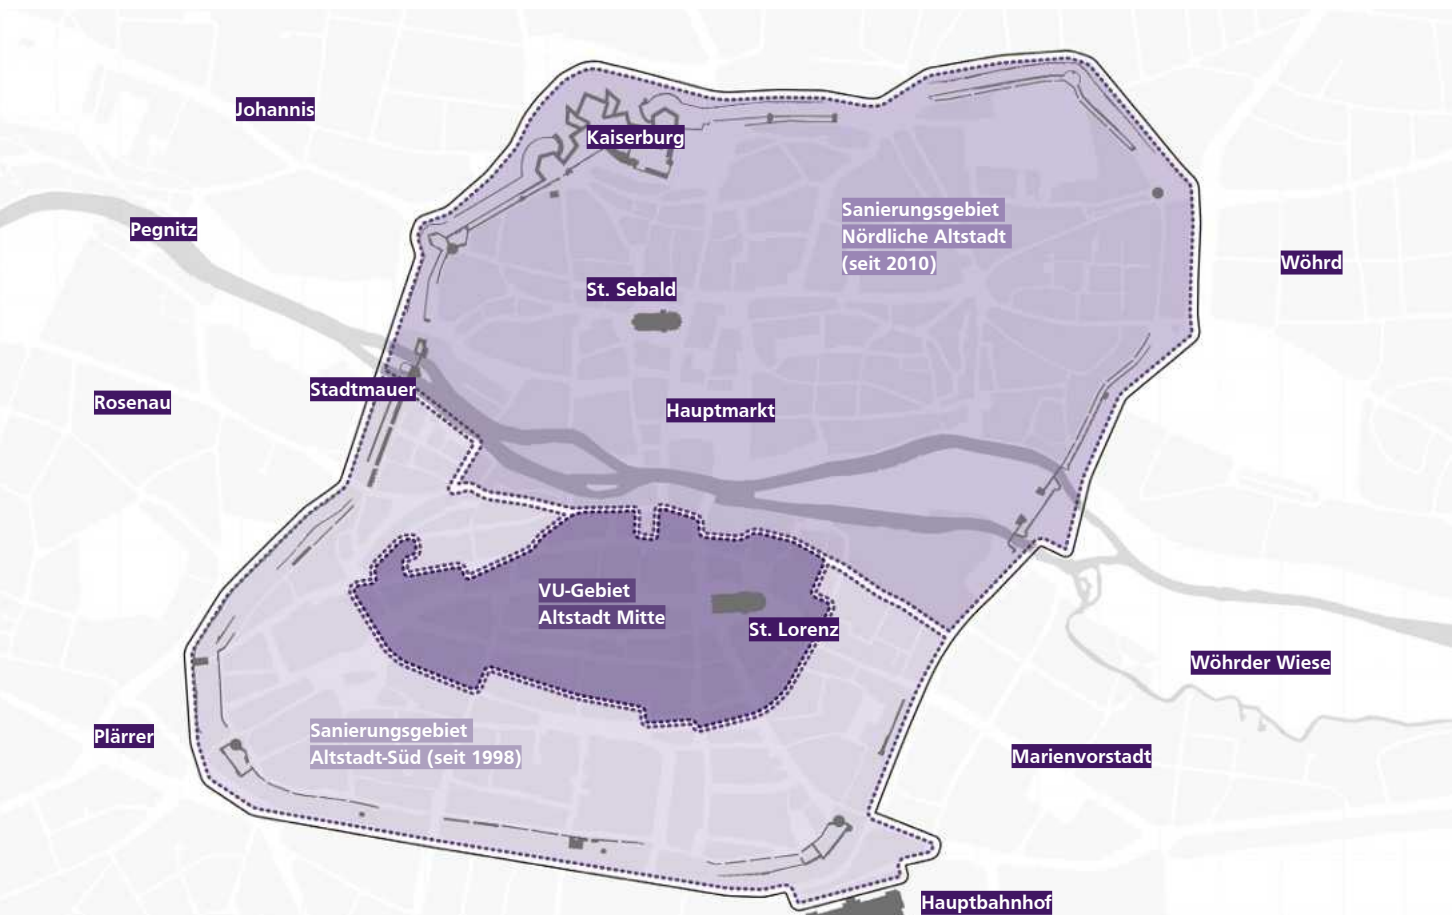 Johannis
Kaiserburg
Pegnitz
Sanierungsgebiet
Nördliche Altstadt
(seit 2010)
Wöhrd
St. Sebald
Stadtmauer
Rosenau
Hauptmarkt
VU-Gebiet
Altstadt Mitte
St. Lorenz
Wöhrder Wiese
Plärrer
Sanierungsgebiet
Altstadt-Süd (seit 1998)
Marienvorstadt
Hauptbahnhof